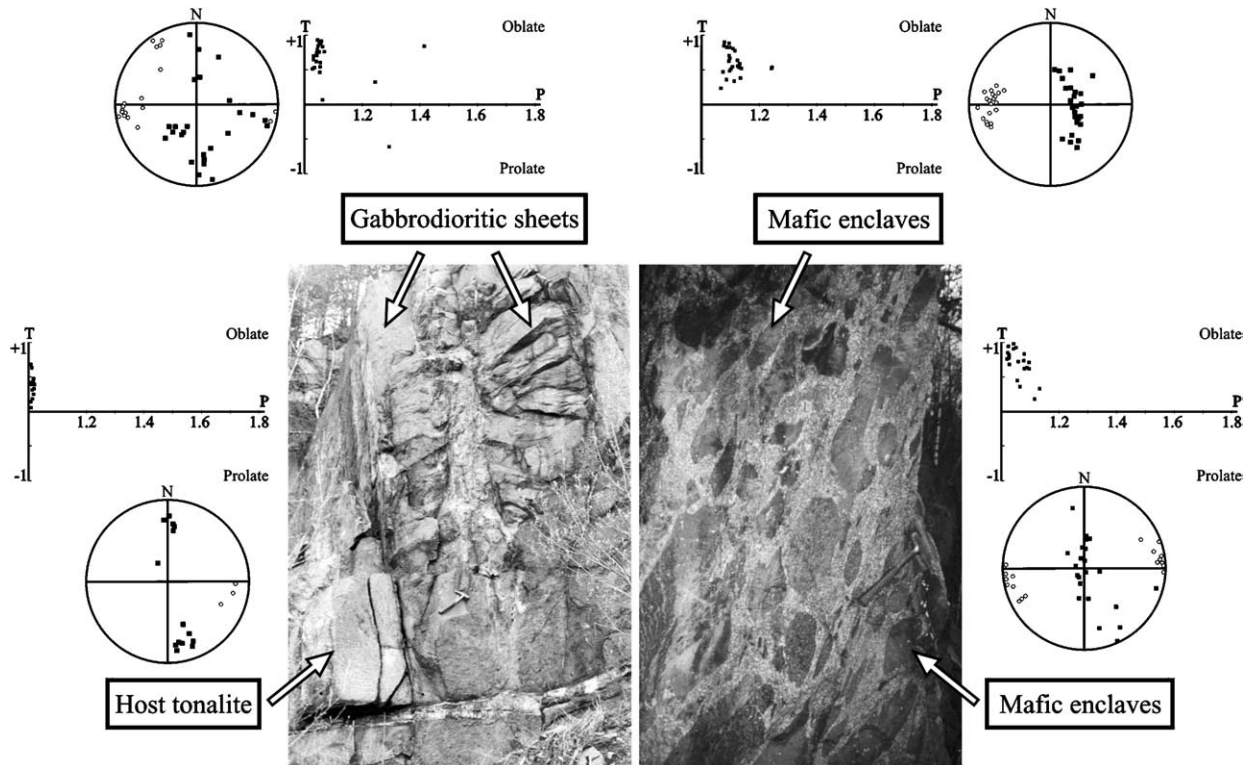 N
T
Oblate
+1
P
1.2 1.4 1.6 1.8
-1
Prolate
T
Oblate
+1
P
1.2 1.4 1.6 1.8
-1
Prolate
N
Gabbrodioritic sheets
Mafic enclaves
T
Oblate
+1
P
1.2 1.4 1.6 1.8
-1
Prolate
N
T
Oblate
+1
P'
1.2 1.4 1.6 1.8
-1
Prolate
N
Host tonalite
Mafic enclaves